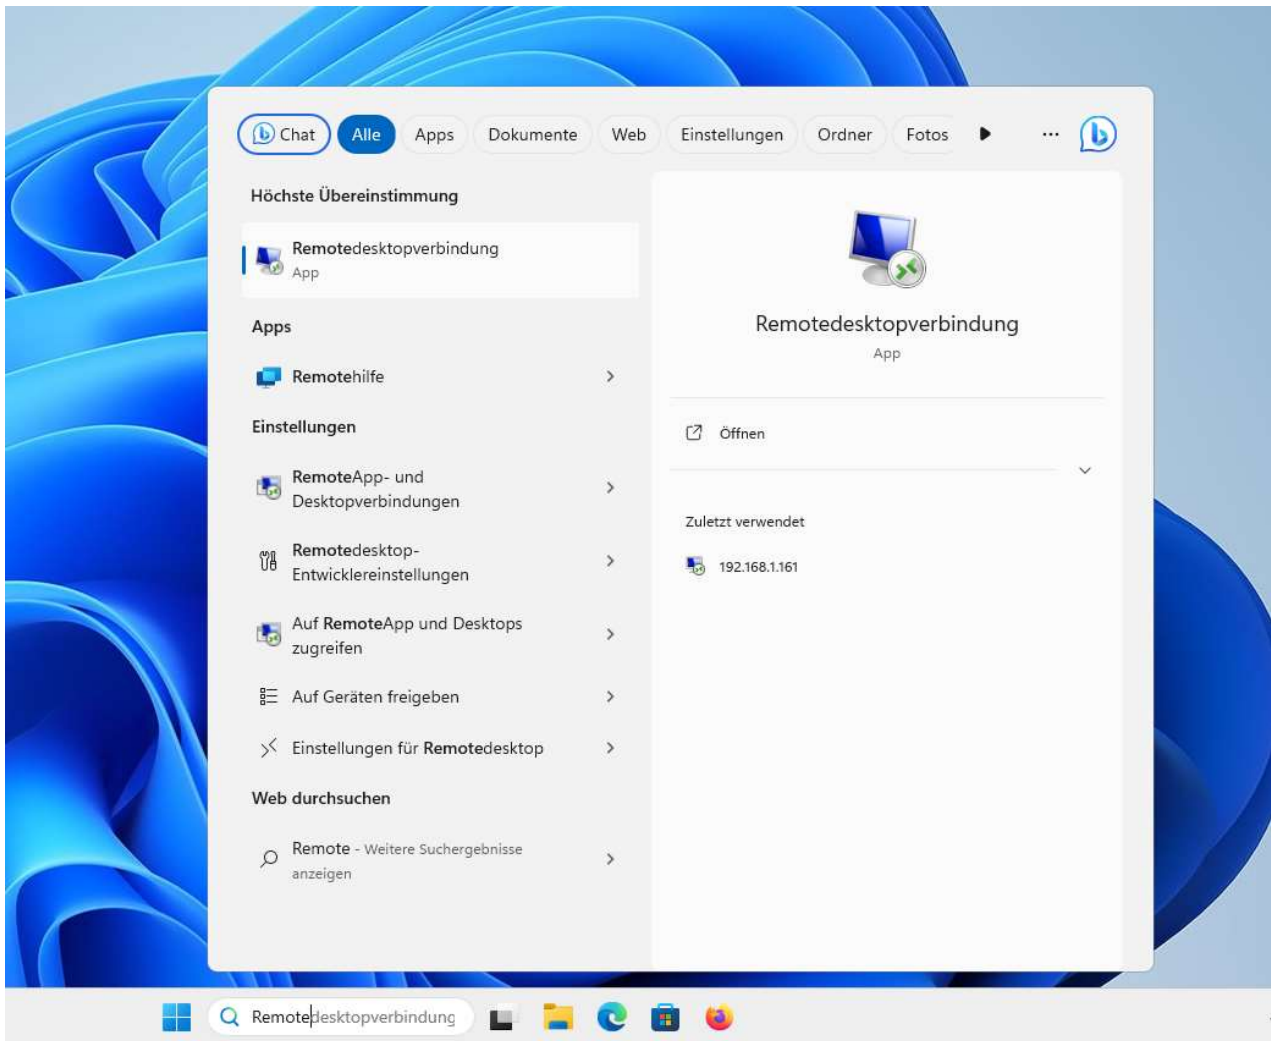 Chat Alle Apps Dokumente Web Einstellungen Ordner Fotos
Höchste Übereinstimmung
Remotedesktopverbindung
App
Apps
Remotehilfe
Einstellungen
RemoteApp- und
Desktopverbindungen
Remotedesktop-
Entwicklereinstellungen
Auf RemoteApp und Desktops
zugreifen
Auf Geräten freigeben
Einstellungen für Remotedesktop
Web durchsuchen
Remote - Weitere Suchergebnisse
anzeigen
Remotedesktopverbindung
App
Öffnen
Zuletzt verwendet
192.168.1.161
Remotedesktopverbindung